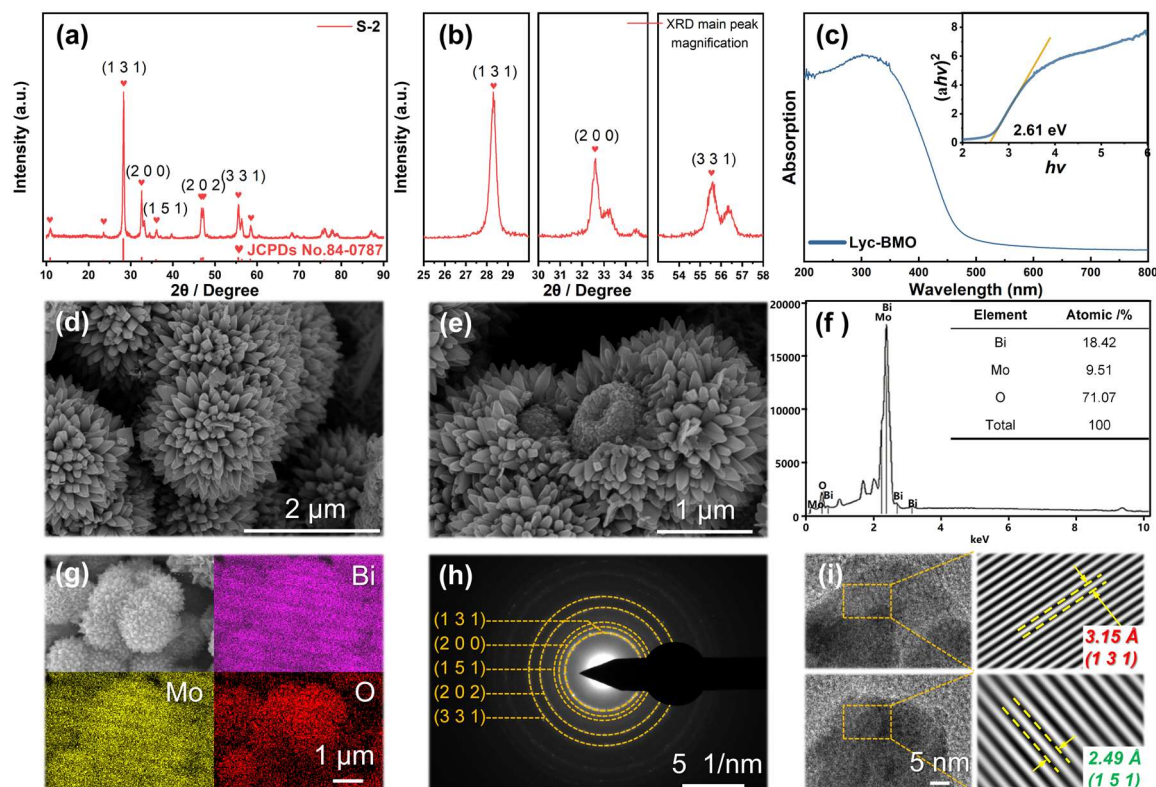 (a)
S-2
(1 3 1)
(2 0 0)
(1 5 1)
(2 0 2)
(3 3 1)
JCPDs No.84-0787
Intensity (a.u.)
10 20 30 40 50 60 70 80 90
2θ / Degree
(b)
XRD main peak
magnification
(1 3 1)
(2 0 0)
(3 3 1)
Intensity (a.u.)
25 26 27 28 29 30 31 32 33 34 35 54 55 56 57 58
2θ / Degree
(c)
Absorption
Lyc-BMO
200 300 400 500 600 700 800
Wavelength (nm)
(ahv)²
8
6
4
2
0
2.61 eV
2 3 4 5 6
hv
(d)
2 µm
(e)
1 µm
(f)
20000
15000
10000
5000
0
Bi
Mo
O
Bi
Mo
Bi
Bi
0 2 4 6 8 10
keV
Element Atomic /%
Bi 18.42
Mo 9.51
O 71.07
Total 100
(g)
Bi
Mo
O
1 µm
(h)
(1 3 1)
(2 0 0)
(1 5 1)
(2 0 2)
(3 3 1)
5 1/nm
(i)
3.15 Å
(1 3 1)
5 nm
2.49 Å
(1 5 1)